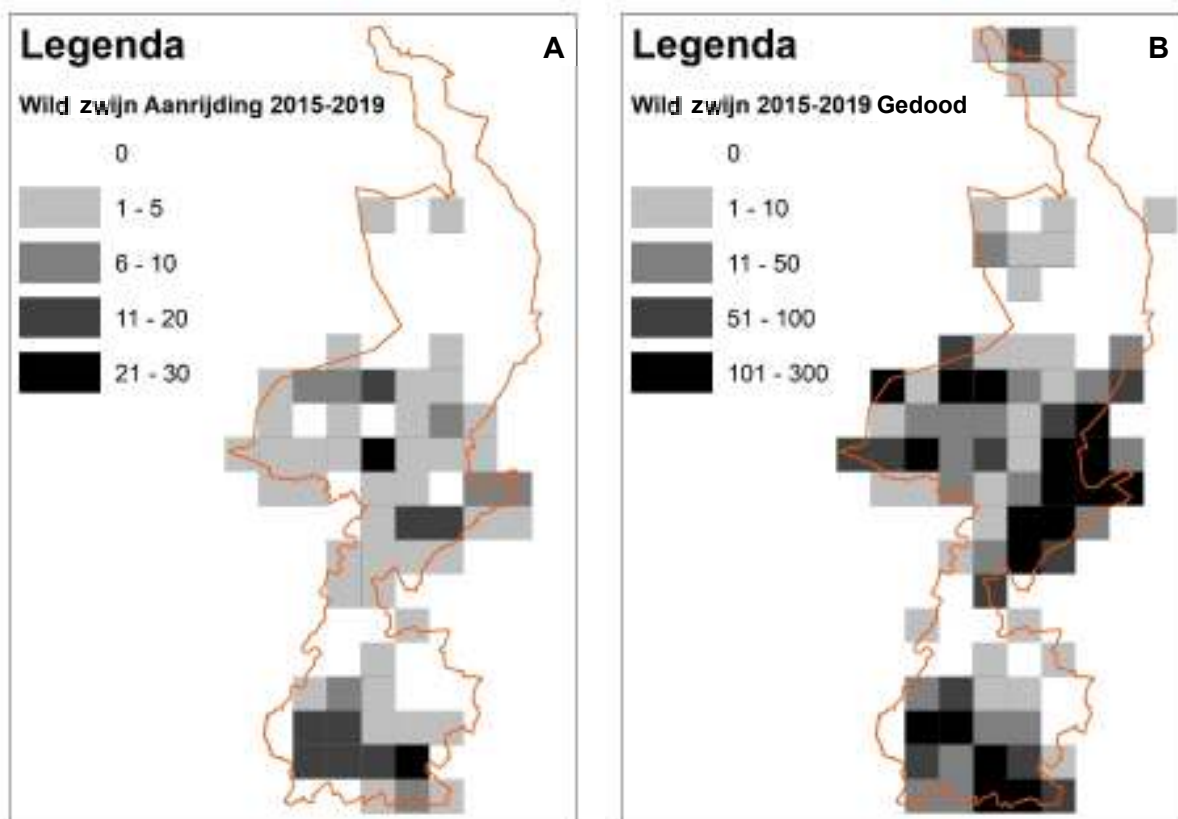 Legenda A
Wild zwijn Aanrijding 2015-2019
0
1 - 5
6 - 10
11 - 20
21 - 30
Legenda B
Wild zwijn 2015-2019 Gedood
0
1 - 10
11 - 50
51 - 100
101 - 300